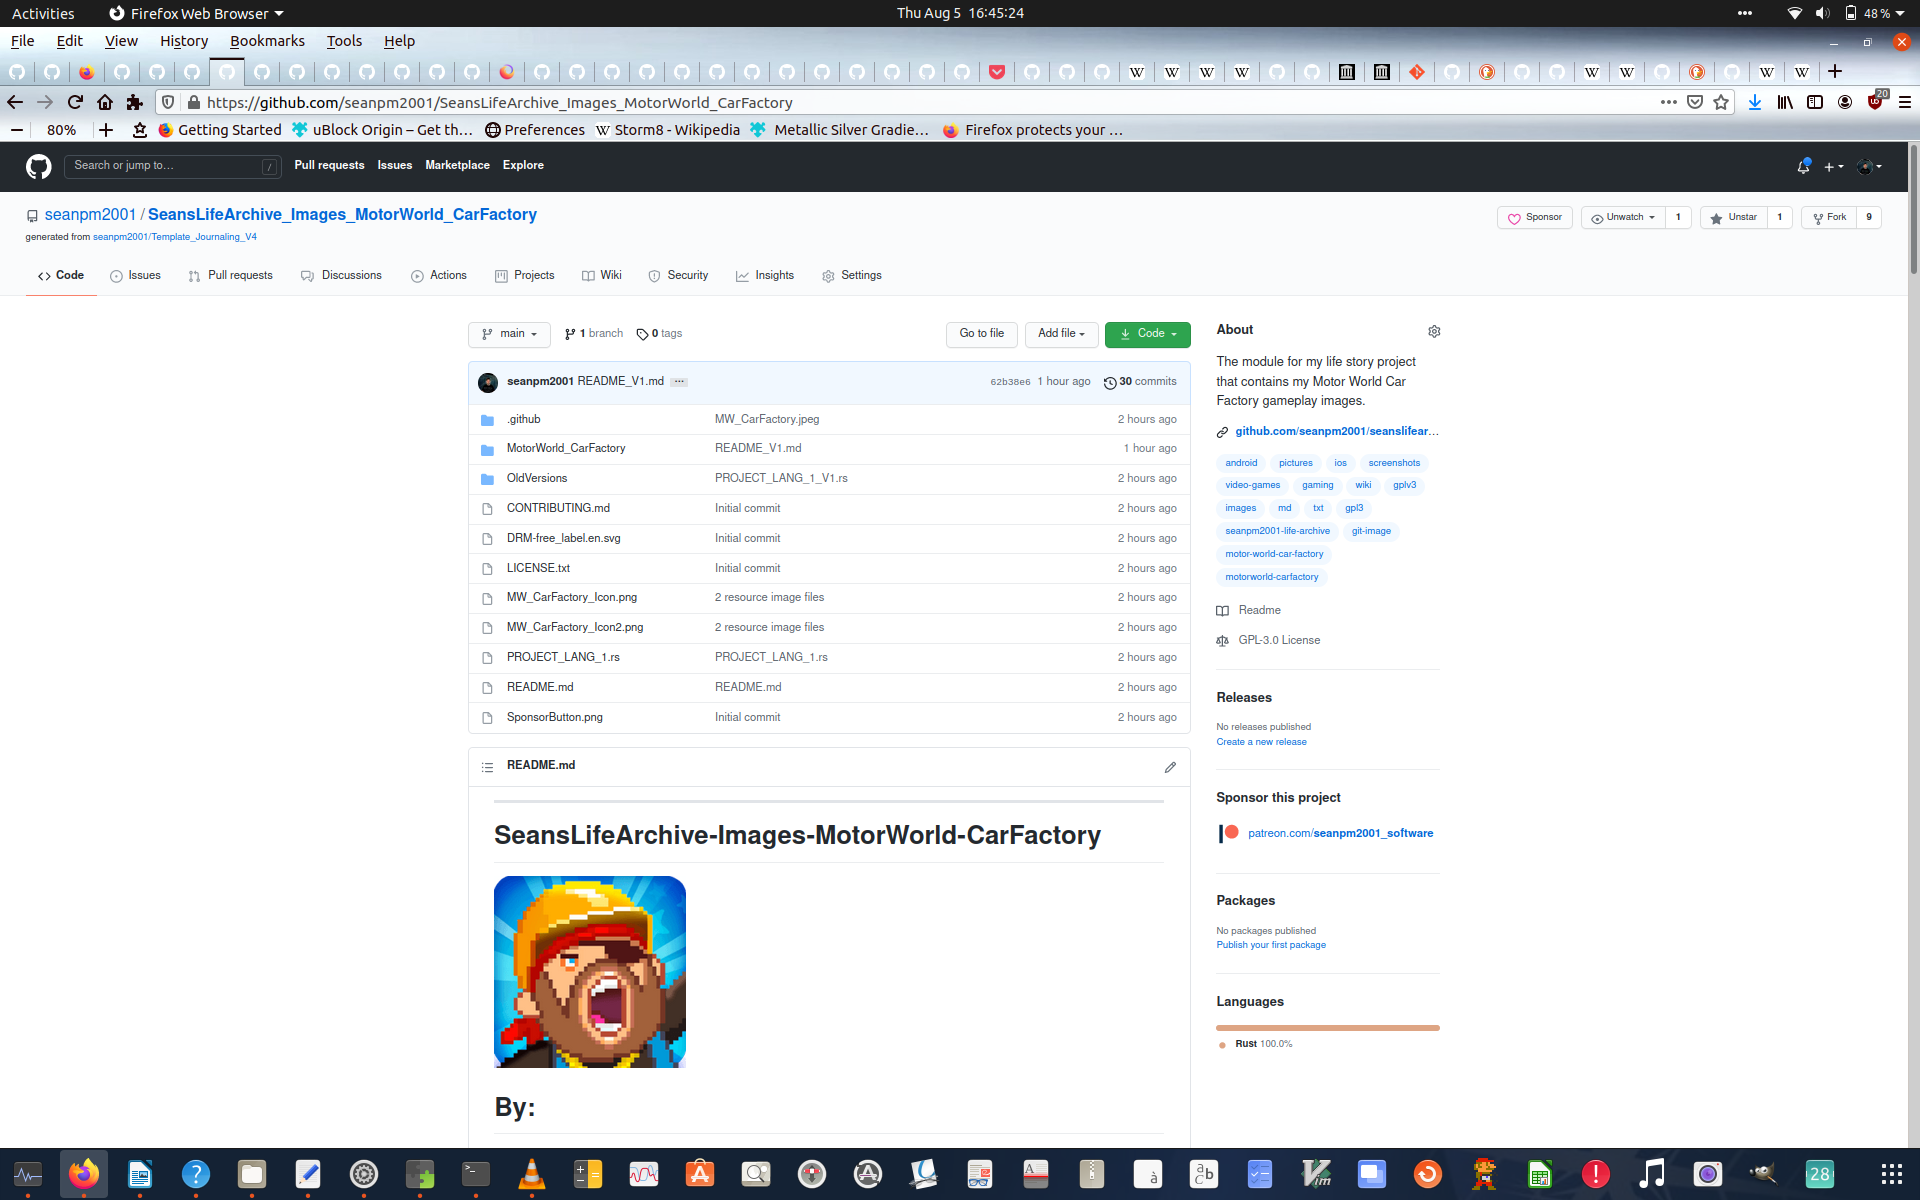 Activities Firefox Web Browser Thu Aug 5 16:45:24 48 %
File Edit View History Bookmarks Tools Help
https://github.com/seanpm2001/SeansLifeArchive_Images_MotorWorld_CarFactory 20
80% Getting Started uBlock Origin – Get th… Preferences Storm8 - Wikipedia Metallic Silver Gradie… Firefox protects your …
Search or jump to… / Pull requests Issues Marketplace Explore
seanpm2001 / SeansLifeArchive_Images_MotorWorld_CarFactory Sponsor Unwatch 1 Unstar 1 Fork 9
generated from seanpm2001/Template_Journaling_V4
Code Issues Pull requests Discussions Actions Projects Wiki Security Insights Settings
main 1 branch 0 tags Go to file Add file Code
seanpm2001 README_V1.md ... 62b38e6 1 hour ago 30 commits
.github MW_CarFactory.jpeg 2 hours ago
MotorWorld_CarFactory README_V1.md 1 hour ago
OldVersions PROJECT_LANG_1_V1.rs 2 hours ago
CONTRIBUTING.md Initial commit 2 hours ago
DRM-free_label.en.svg Initial commit 2 hours ago
LICENSE.txt Initial commit 2 hours ago
MW_CarFactory_Icon.png 2 resource image files 2 hours ago
MW_CarFactory_Icon2.png 2 resource image files 2 hours ago
PROJECT_LANG_1.rs PROJECT_LANG_1.rs 2 hours ago
README.md README.md 2 hours ago
SponsorButton.png Initial commit 2 hours ago
README.md
SeansLifeArchive-Images-MotorWorld-CarFactory
By:
About
The module for my life story project
that contains my Motor World Car
Factory gameplay images.
github.com/seanpm2001/seanslifear…
android pictures ios screenshots
video-games gaming wiki gplv3
images md txt gpl3
seanpm2001-life-archive git-image
motor-world-car-factory
motorworld-carfactory
Readme
GPL-3.0 License
Releases
No releases published
Create a new release
Sponsor this project
patreon.com/seanpm2001_software
Packages
No packages published
Publish your first package
Languages
Rust 100.0%
28